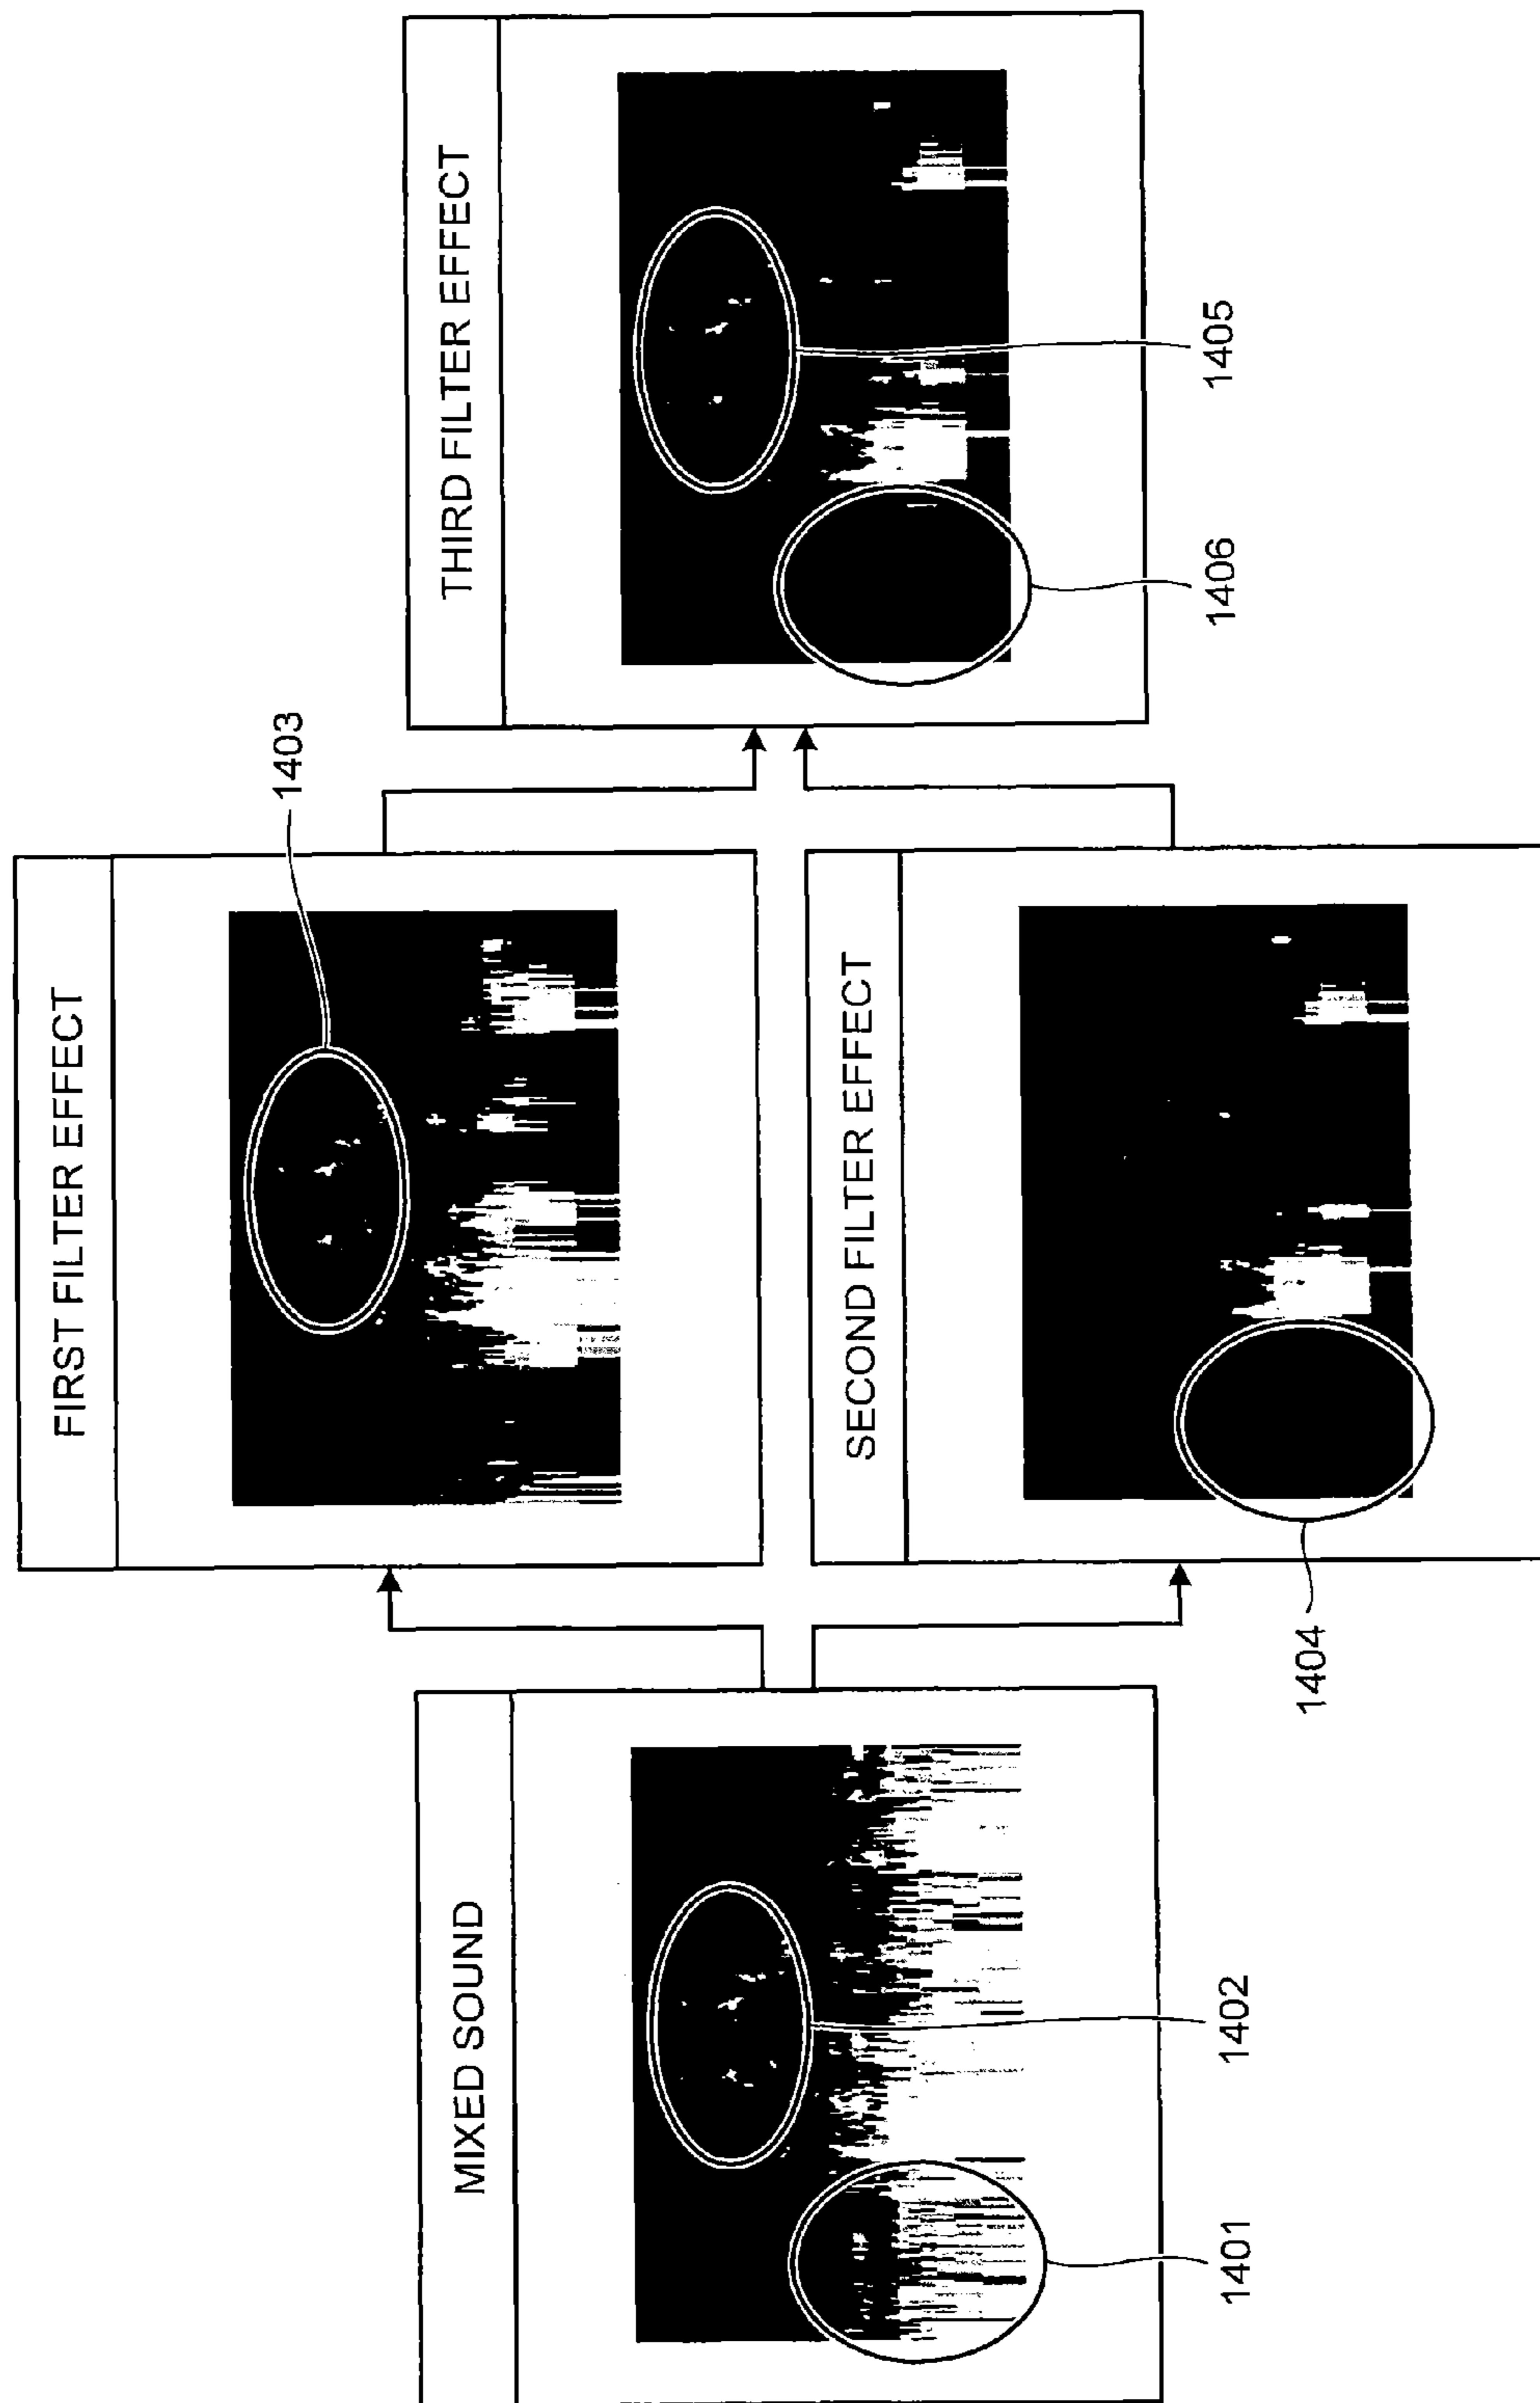 MIXED SOUND
1401
1402
FIRST FILTER EFFECT
1403
SECOND FILTER EFFECT
1404
THIRD FILTER EFFECT
1405
1406